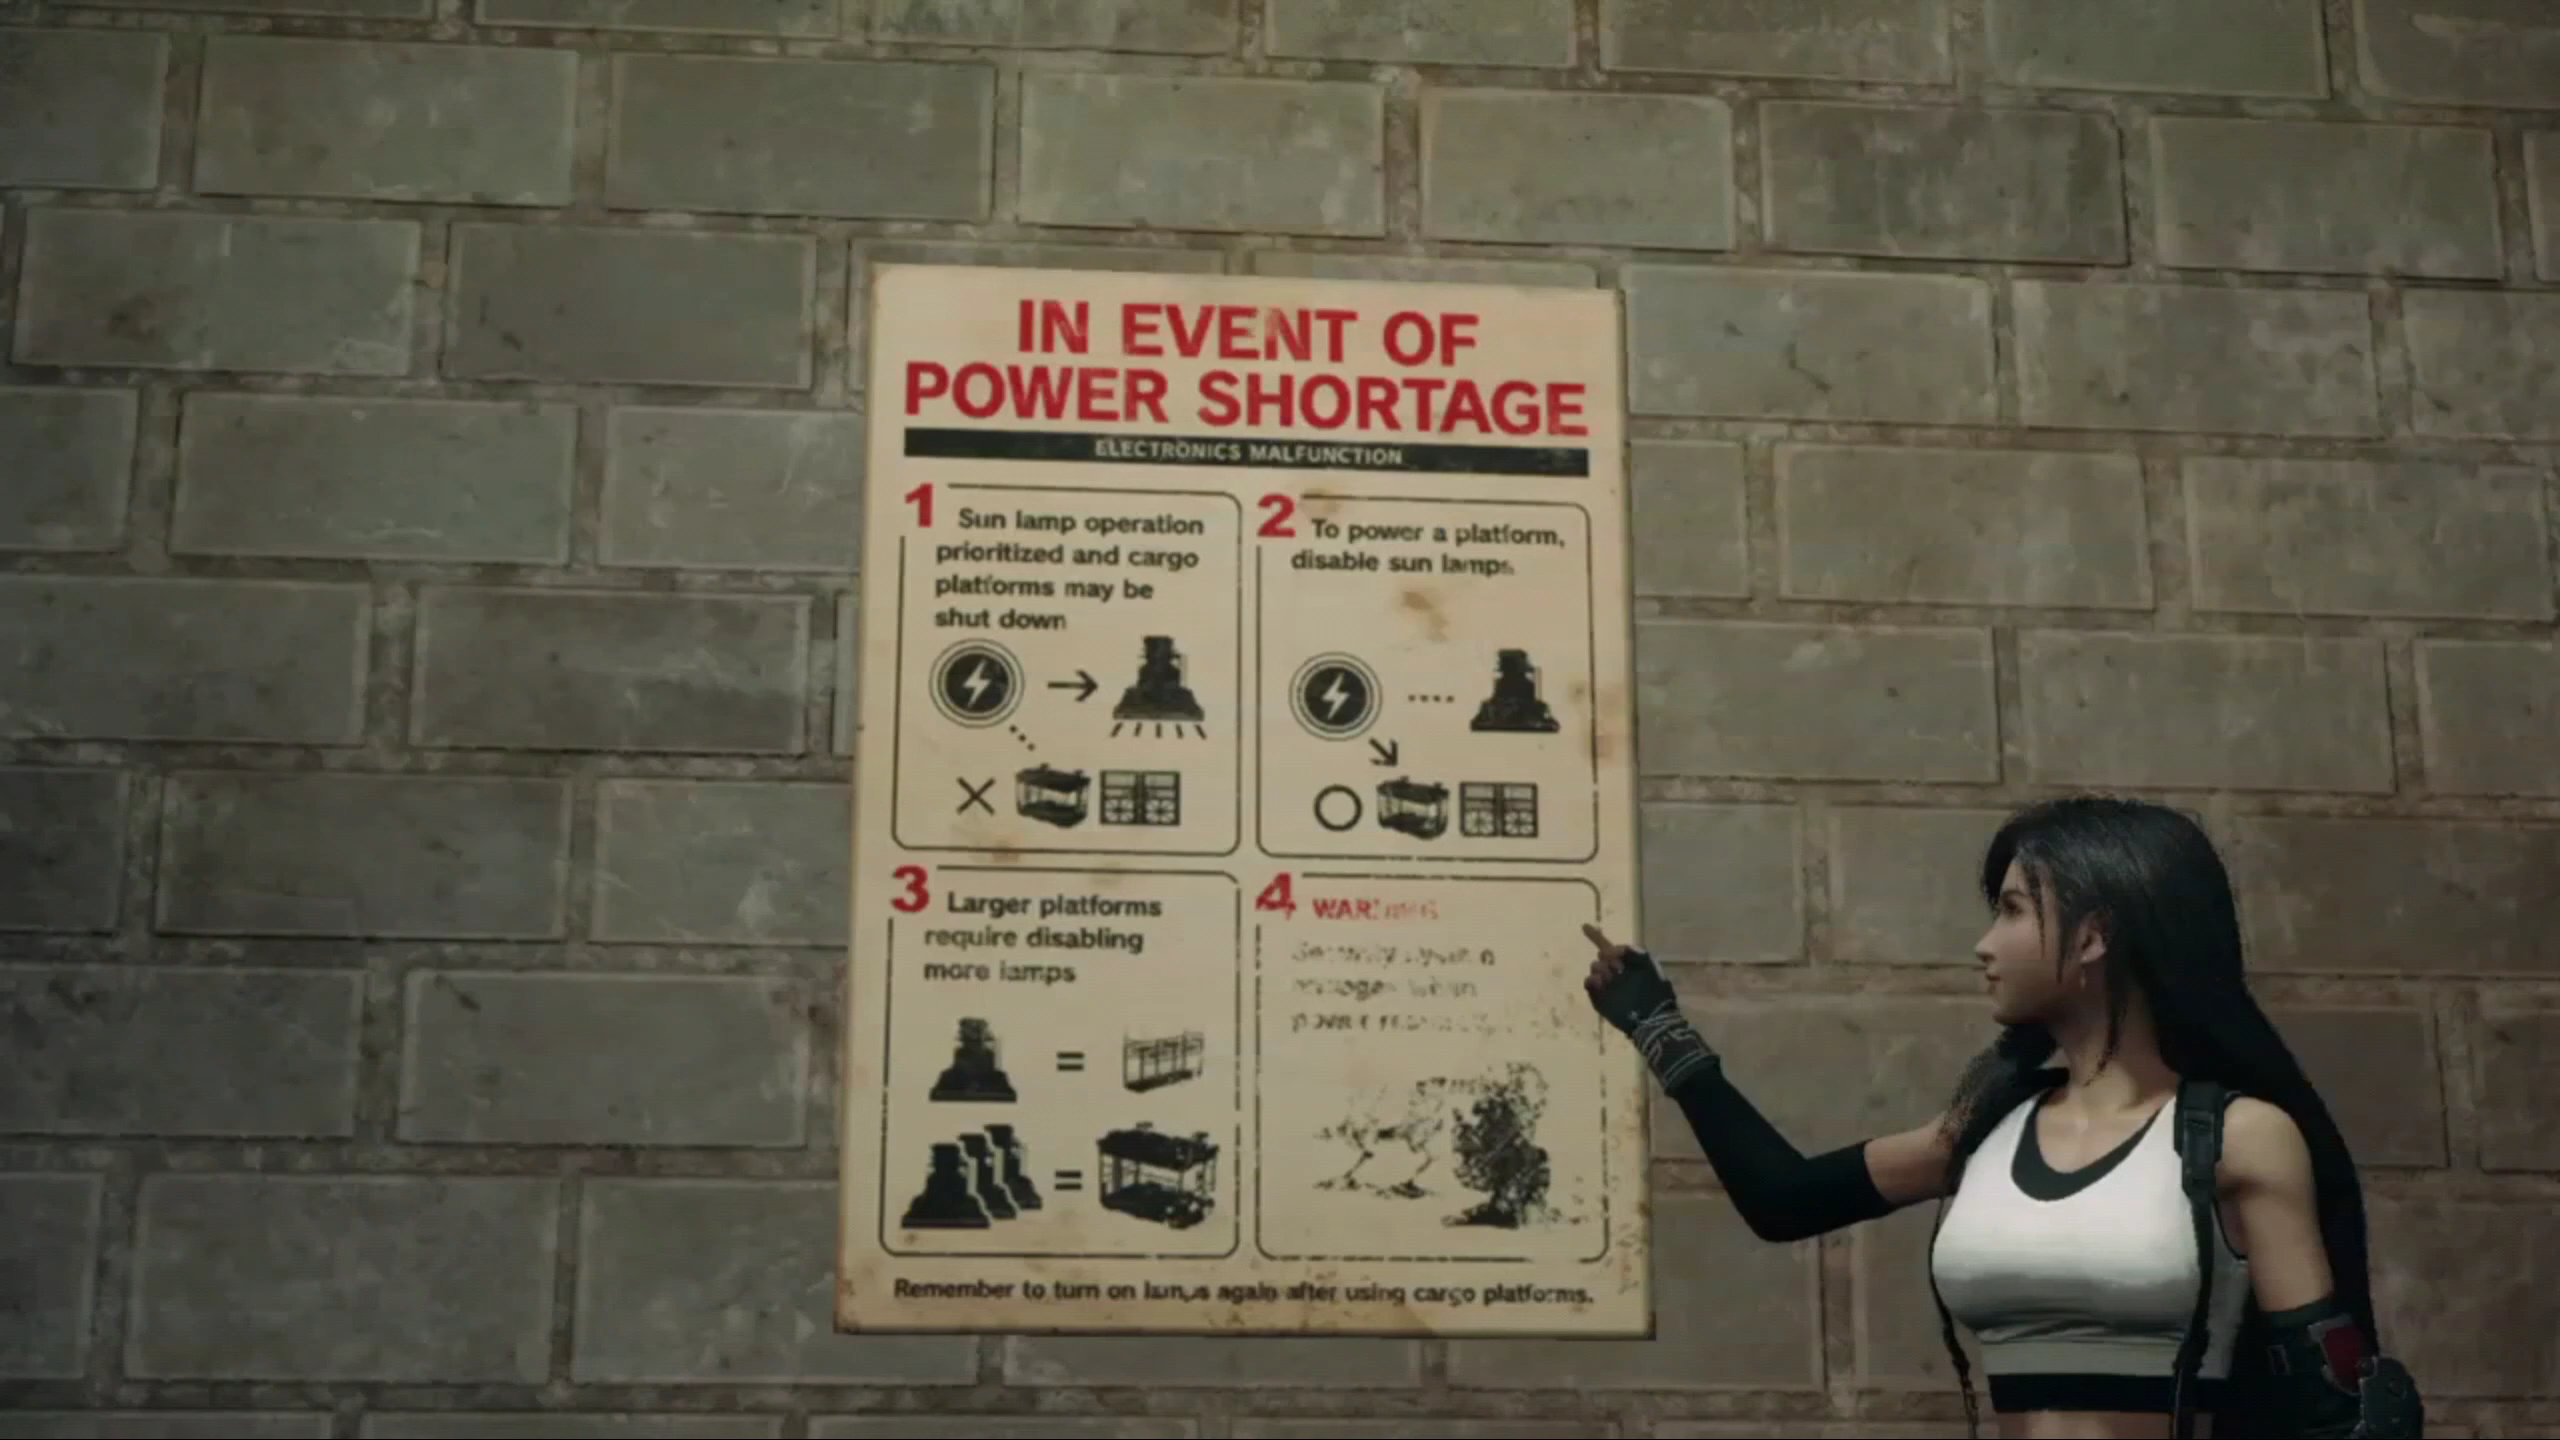 IN EVENT OF
POWER SHORTAGE
ELECTRONICS MALFUNCTION
1 Sun lamp operation
prioritized and cargo
platforms may be
shut down
2 To power a platform,
disable sun lamps.
3 Larger platforms
require disabling
more lamps
4
Remember to turn on lamps again after using cargo platforms.